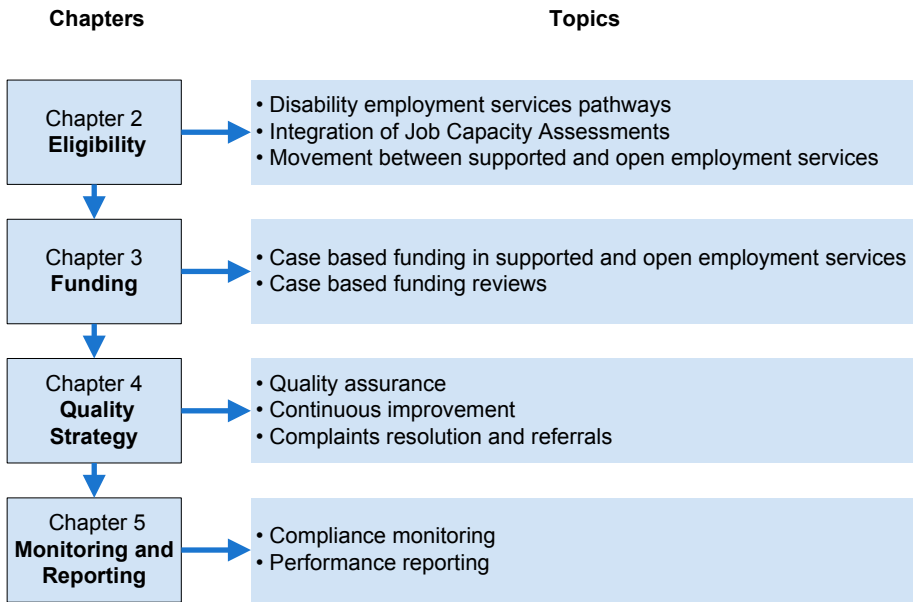 Chapters
Topics
Chapter 2
Eligibility
• Disability employment services pathways
• Integration of Job Capacity Assessments
• Movement between supported and open employment services
Chapter 3
Funding
• Case based funding in supported and open employment services
• Case based funding reviews
Chapter 4
Quality
Strategy
• Quality assurance
• Continuous improvement
• Complaints resolution and referrals
Chapter 5
Monitoring and
Reporting
• Compliance monitoring
• Performance reporting